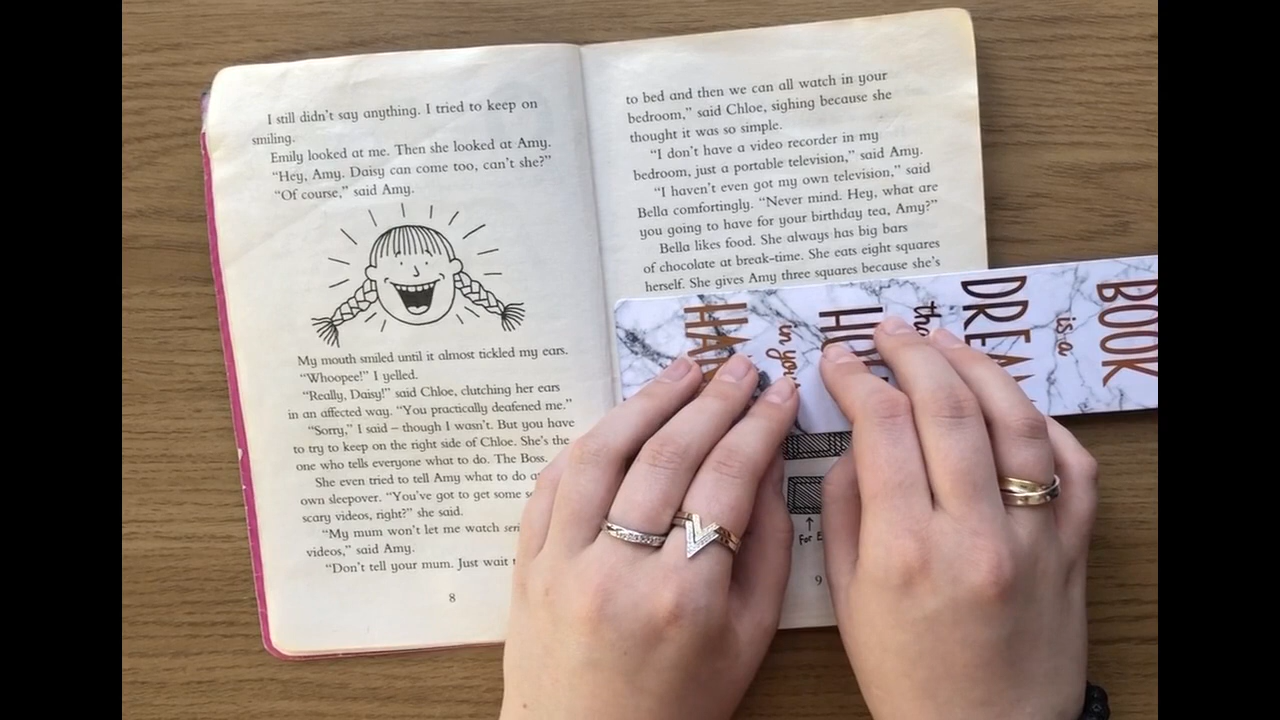 I still didn't say anything. I tried to keep on
smiling.
Emily looked at me. Then she looked at Amy.
"Hey, Amy. Daisy can come too, can't she?"
"Of course," said Amy.
My mouth smiled until it almost tickled my ears.
"Whoopee!" I yelled.
"Really, Daisy!" said Chloe, clutching her ears
in an affected way. "You practically deafened me."
"Sorry," I said – though I wasn't. But you have
to try to keep on the right side of Chloe. She's the
one who tells everyone what to do. The Boss.
She even tried to tell Amy what to do
own sleepover. "You've got to get some
scary videos, right?" she said.
"My mum won't let me watch
videos," said Amy.
"Don't tell your mum. Just wait
8
to bed and then we can all watch in your
bedroom," said Chloe, sighing because she
thought it was so simple.
"I don't have a video recorder in my
bedroom, just a portable television," said Amy.
"I haven't even got my own television," said
Bella comfortingly. "Never mind. Hey, what are
you going to have for your birthday tea, Amy?"
Bella likes food. She always has big bars
of chocolate at break-time. She eats eight squares
herself. She gives Amy three squares because she's
For
9
BOOK
is a
DREAM
in